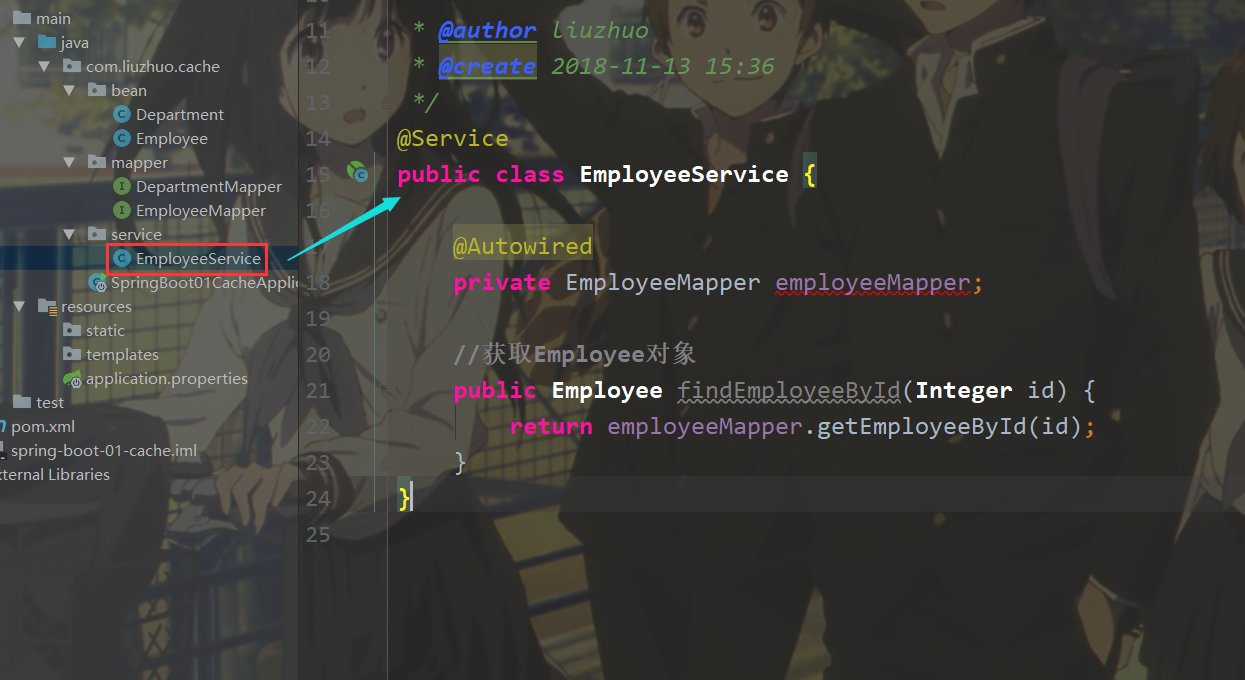 main
java
com.liuzhuo.cache
bean
Department
Employee
mapper
DepartmentMapper
EmployeeMapper
service
EmployeeService
SpringBoot01CacheApplic
resources
static
templates
application.properties
test
pom.xml
spring-boot-01-cache.iml
ternal Libraries
11 * @author liuzhuo
12 * @create 2018-11-13 15:36
13 */
14 @Service
15 public class EmployeeService {
16
@Autowired
18 private EmployeeMapper employeeMapper;
19
20 //获取Employee对象
21 public Employee findEmployeeById(Integer id) {
22 return employeeMapper.getEmployeeById(id);
23 }
24 }
25